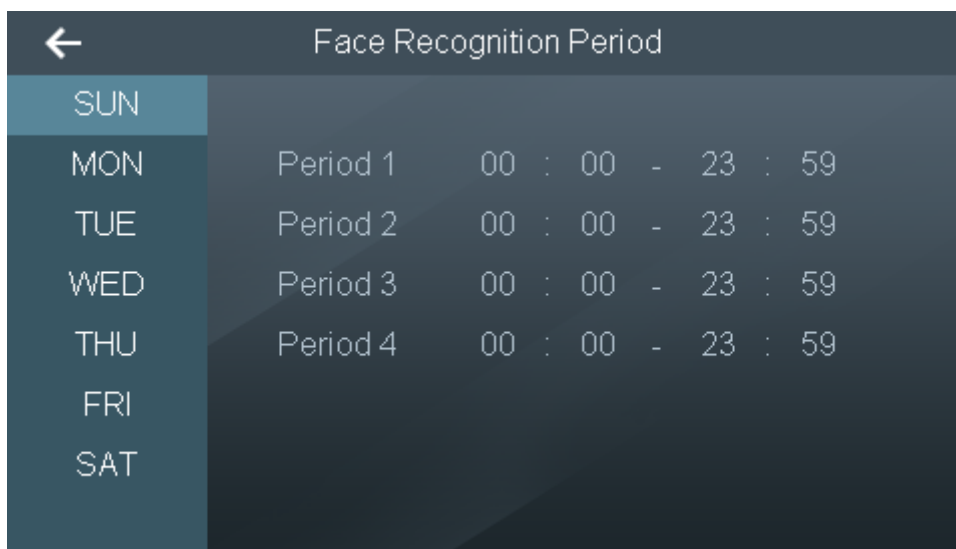 Face Recognition Period
SUN
MON Period 1 00 : 00 - 23 : 59
TUE Period 2 00 : 00 - 23 : 59
WED Period 3 00 : 00 - 23 : 59
THU Period 4 00 : 00 - 23 : 59
FRI
SAT